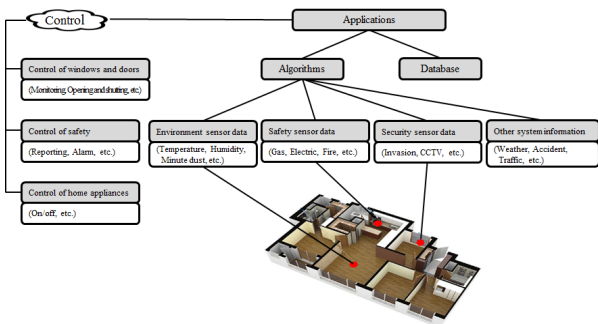 Control
Applications
Control of windows and doors
(Monitoring, Opening and shutting, etc.)
Algorithms
Database
Control of safety
(Reporting, Alarm, etc.)
Environment sensor data
(Temperature, Humidity,
Minute dust, etc.)
Safety sensor data
(Gas, Electric, Fire, etc.)
Security sensor data
(Invasion, CCTV, etc.)
Other system information
(Weather, Accident,
Traffic, etc.)
Control of home appliances
(On/off, etc.)